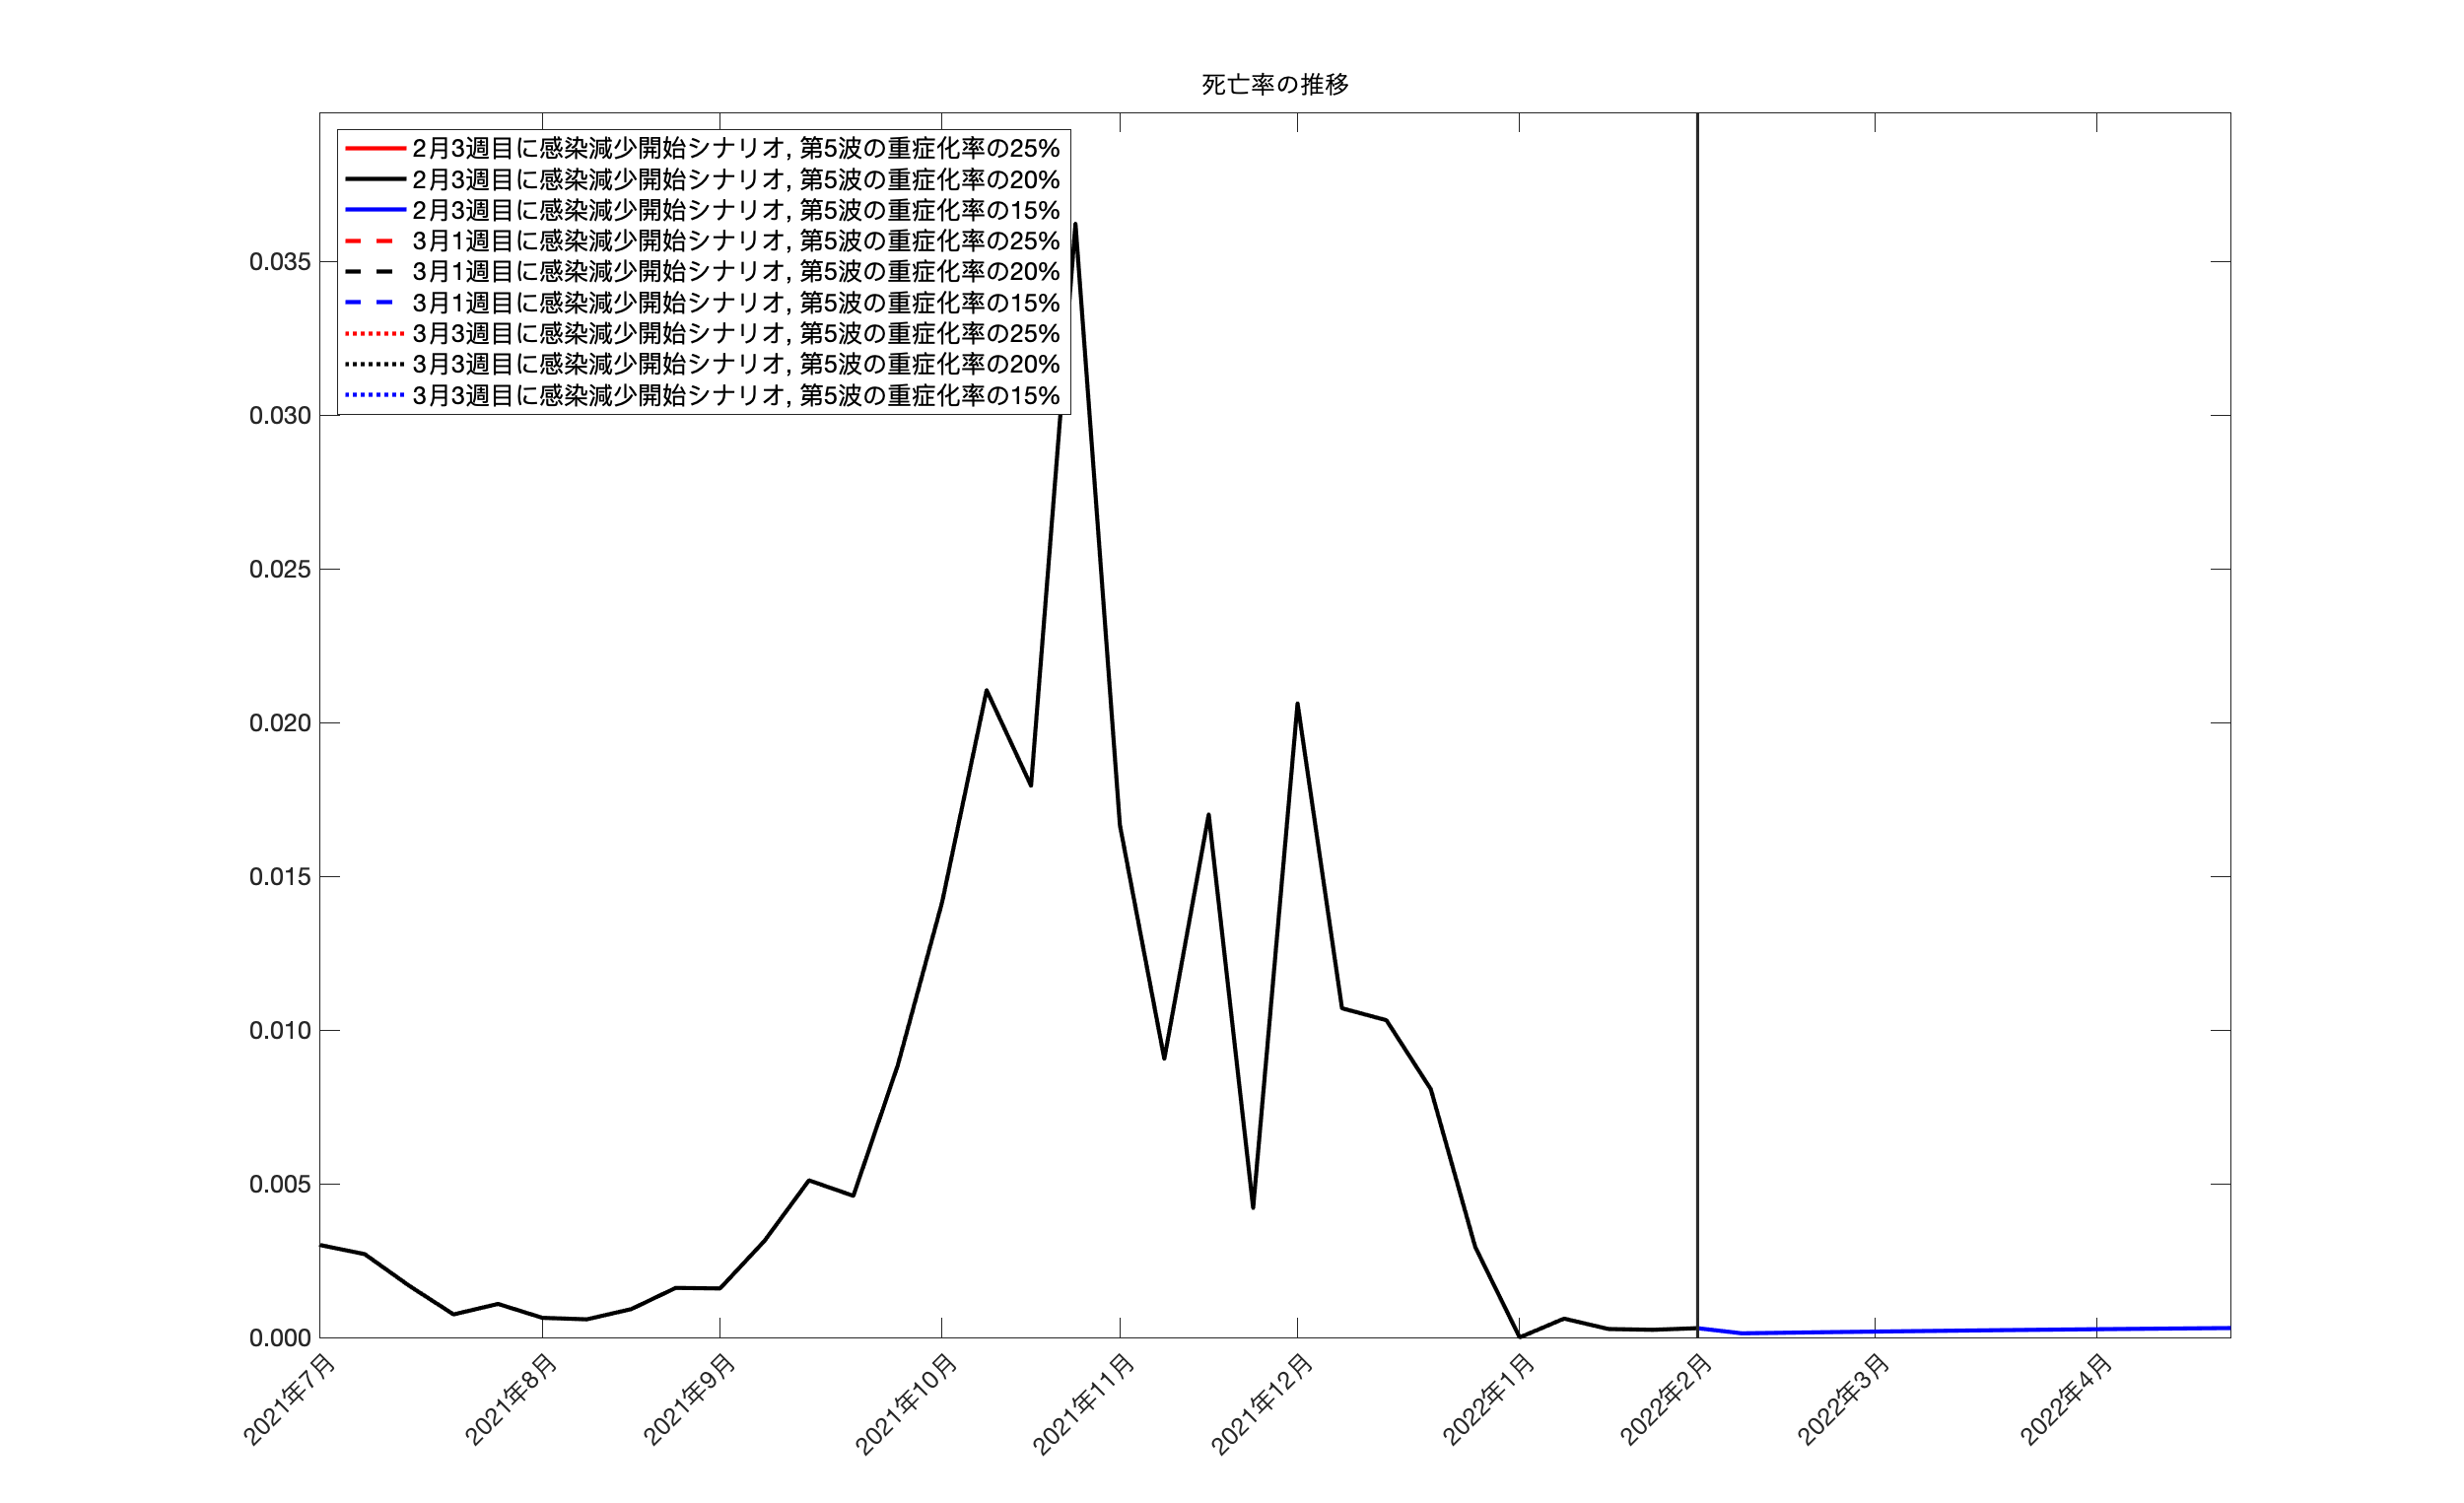 死亡率の推移
2月3週目に感染減少開始シナリオ, 第5波の重症化率の25%
2月3週目に感染減少開始シナリオ, 第5波の重症化率の20%
2月3週目に感染減少開始シナリオ, 第5波の重症化率の15%
3月1週目に感染減少開始シナリオ, 第5波の重症化率の25%
3月1週目に感染減少開始シナリオ, 第5波の重症化率の20%
3月1週目に感染減少開始シナリオ, 第5波の重症化率の15%
3月3週目に感染減少開始シナリオ, 第5波の重症化率の25%
3月3週目に感染減少開始シナリオ, 第5波の重症化率の20%
3月3週目に感染減少開始シナリオ, 第5波の重症化率の15%
0.035
0.030
0.025
0.020
0.015
0.010
0.005
0.000
2021年7月
2021年8月
2021年9月
2021年10月
2021年11月
2021年12月
2022年1月
2022年2月
2022年3月
2022年4月